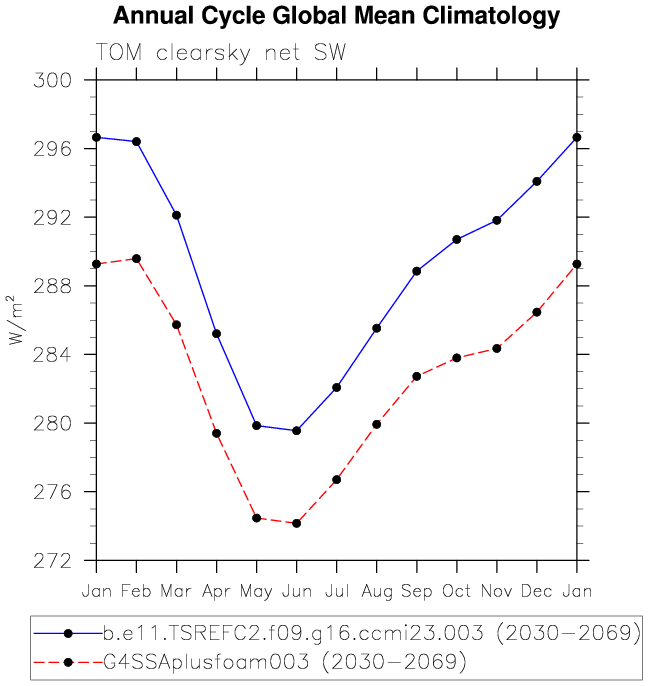 Annual Cycle Global Mean Climatology
TOM clearsky net SW
300
296
292
288
284
280
276
272
W/m²
Jan Feb Mar Apr May Jun Jul Aug Sep Oct Nov Dec Jan
b.e11.TSREFC2.f09.g16.ccmi23.003 (2030-2069)
G4SSAplusfoam003 (2030-2069)